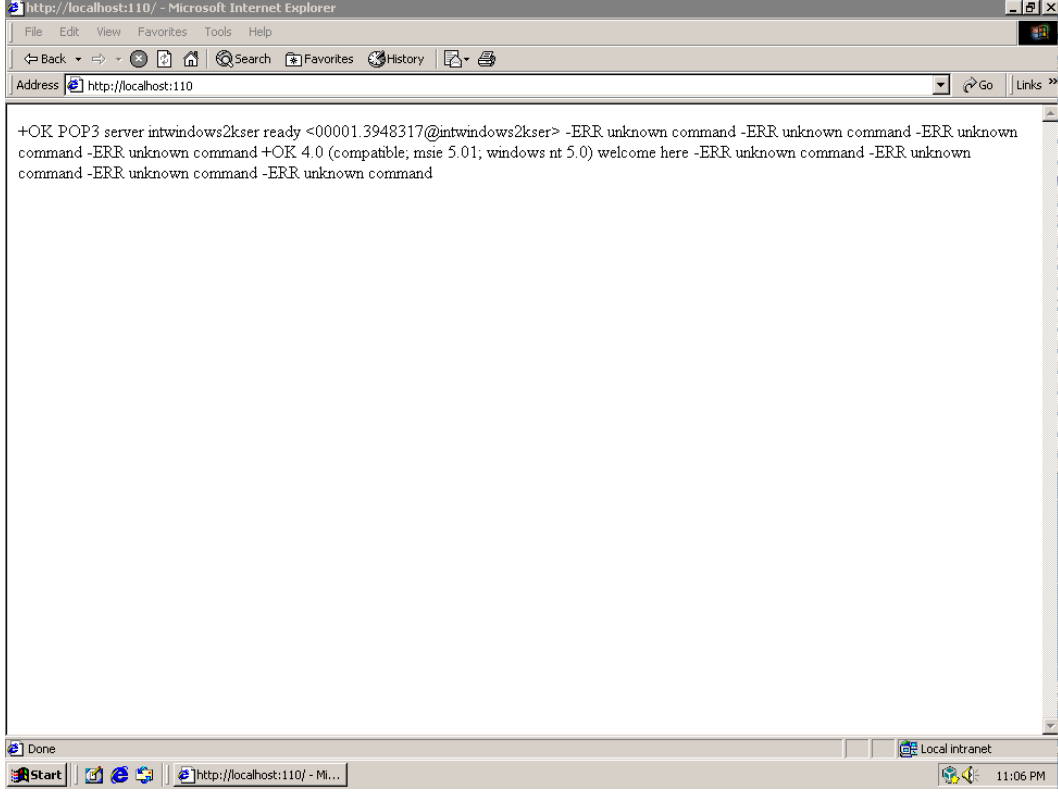 http://localhost:110/ - Microsoft Internet Explorer
File Edit View Favorites Tools Help
Back Search Favorites History
Address http://localhost:110 Go Links »
+OK POP3 server intwindows2kser ready <00001.3948317@intwindows2kser> -ERR unknown command -ERR unknown command -ERR unknown
command -ERR unknown command +OK 4.0 (compatible; msie 5.01; windows nt 5.0) welcome here -ERR unknown command -ERR unknown
command -ERR unknown command -ERR unknown command
Done Local intranet
Start http://localhost:110/ - Mi... 11:06 PM